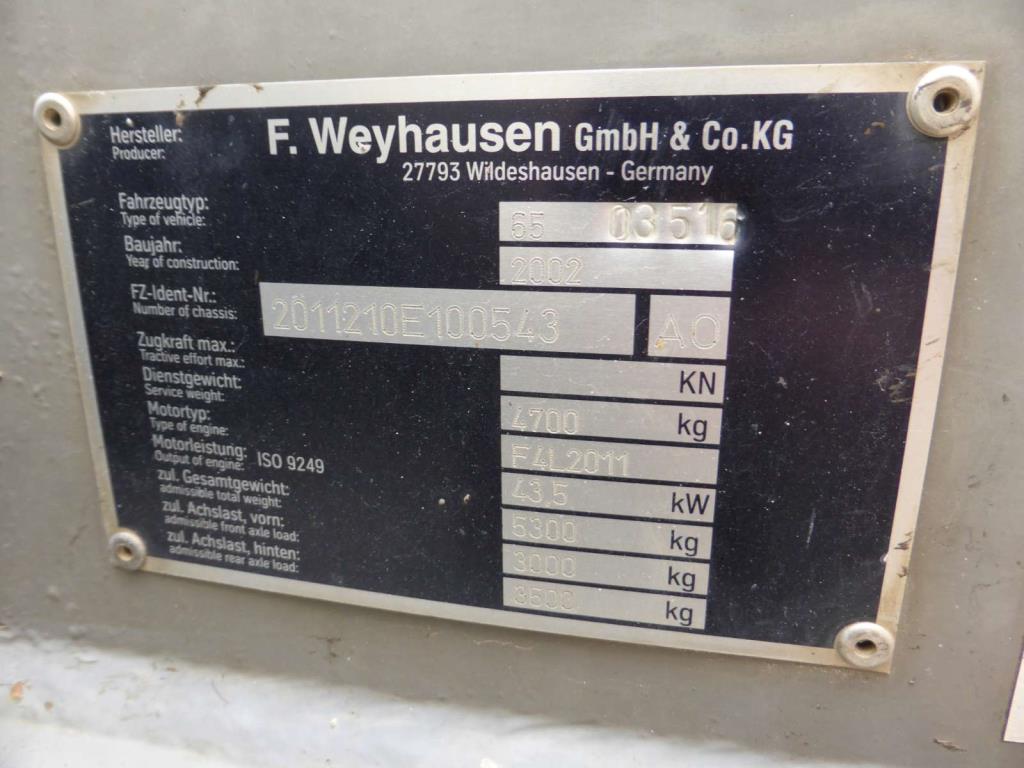 Hersteller: F. Weyhausen GmbH & Co.KG
Producer: 27793 Wildeshausen - Germany
Fahrzeugtyp:
Type of vehicle: 65 03516
Baujahr:
Year of construction: 2002
FZ-Ident-Nr.:
Number of chassis: 2011210E100543 AO
Zugkraft max.:
Tractive effort max.: KN
Dienstgewicht:
Service weight: 4700 kg
Motortyp:
Type of engine: F4L2011
Motorleistung:
Output of engine: ISO 9249 43.5 kW
zul. Gesamtgewicht:
admissible total weight: 5300 kg
zul. Achslast, vorn:
admissible front axle load: 3000 kg
zul. Achslast, hinten:
admissible rear axle load: 3500 kg